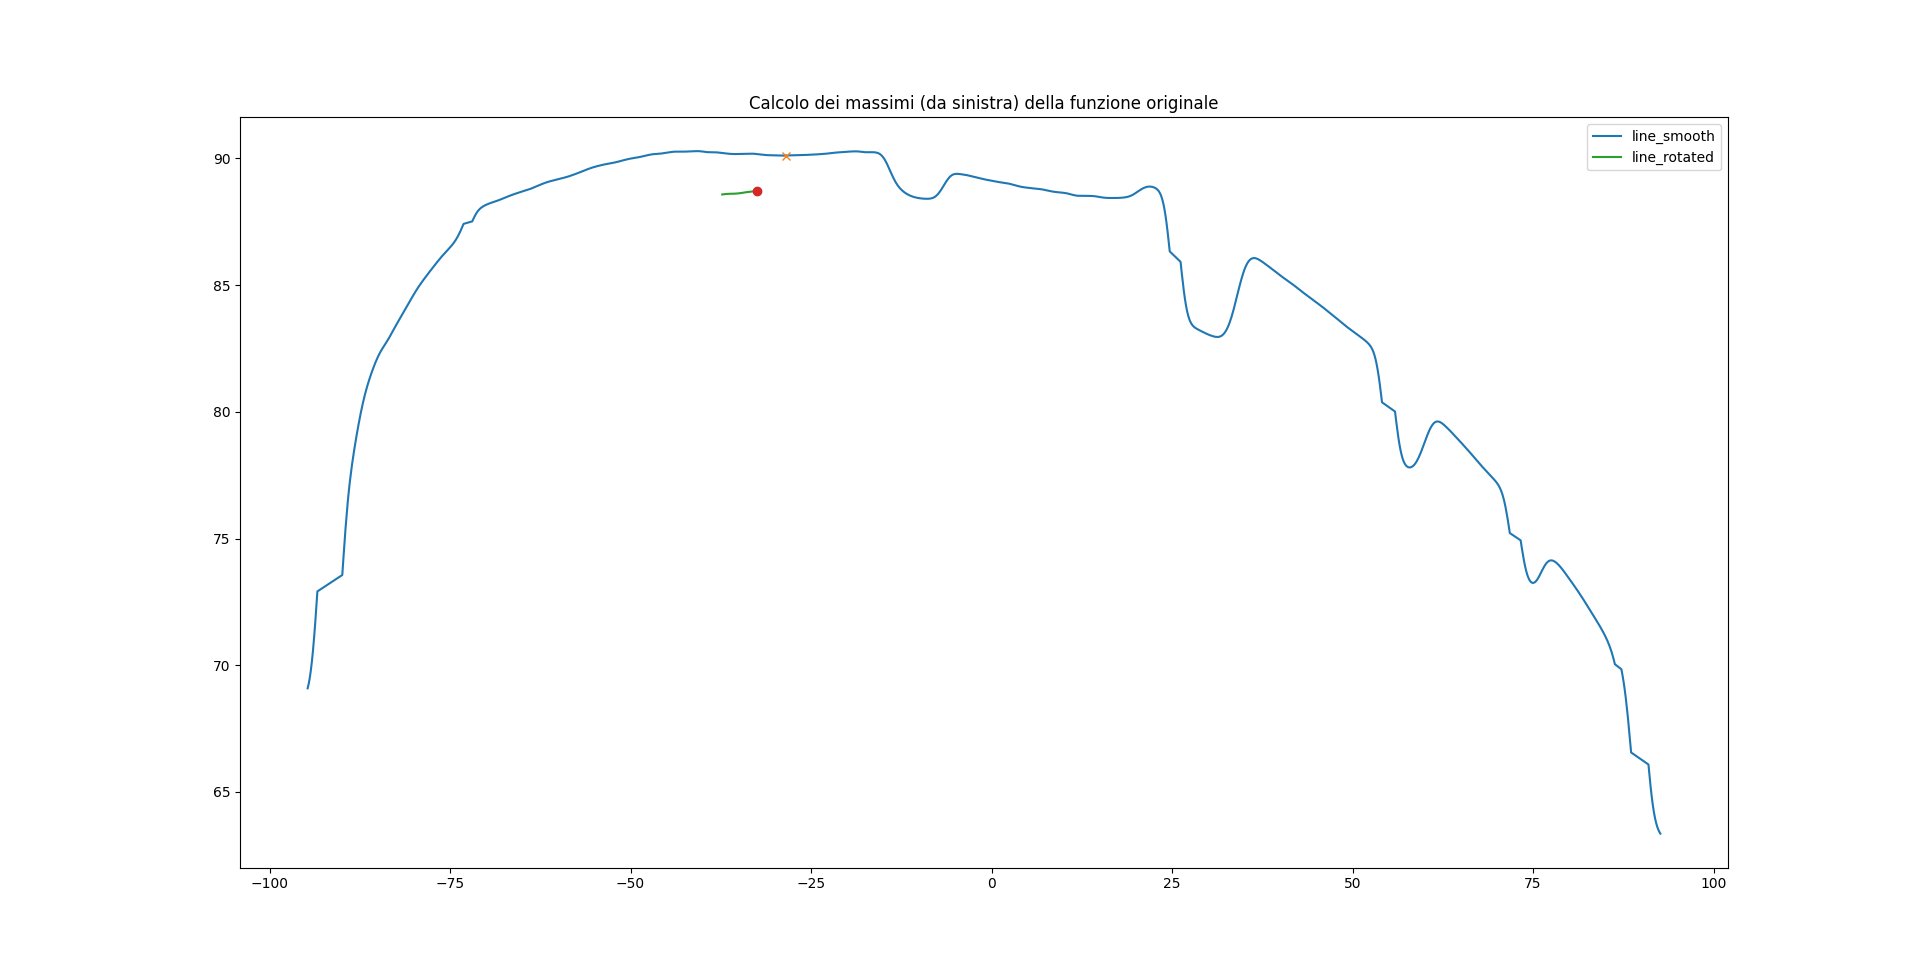 Calcolo dei massimi (da sinistra) della funzione originale
line_smooth
line_rotated
90
85
80
75
70
65
−100 −75 −50 −25 0 25 50 75 100